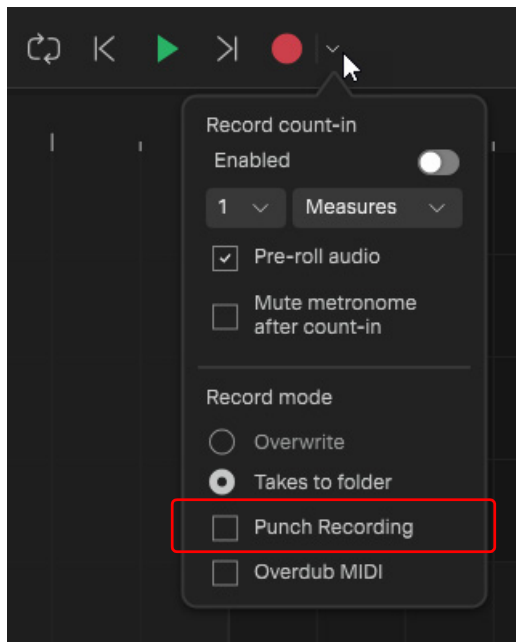 Record count-in
Enabled
1 Measures
Pre-roll audio
Mute metronome
after count-in
Record mode
Overwrite
Takes to folder
Punch Recording
Overdub MIDI